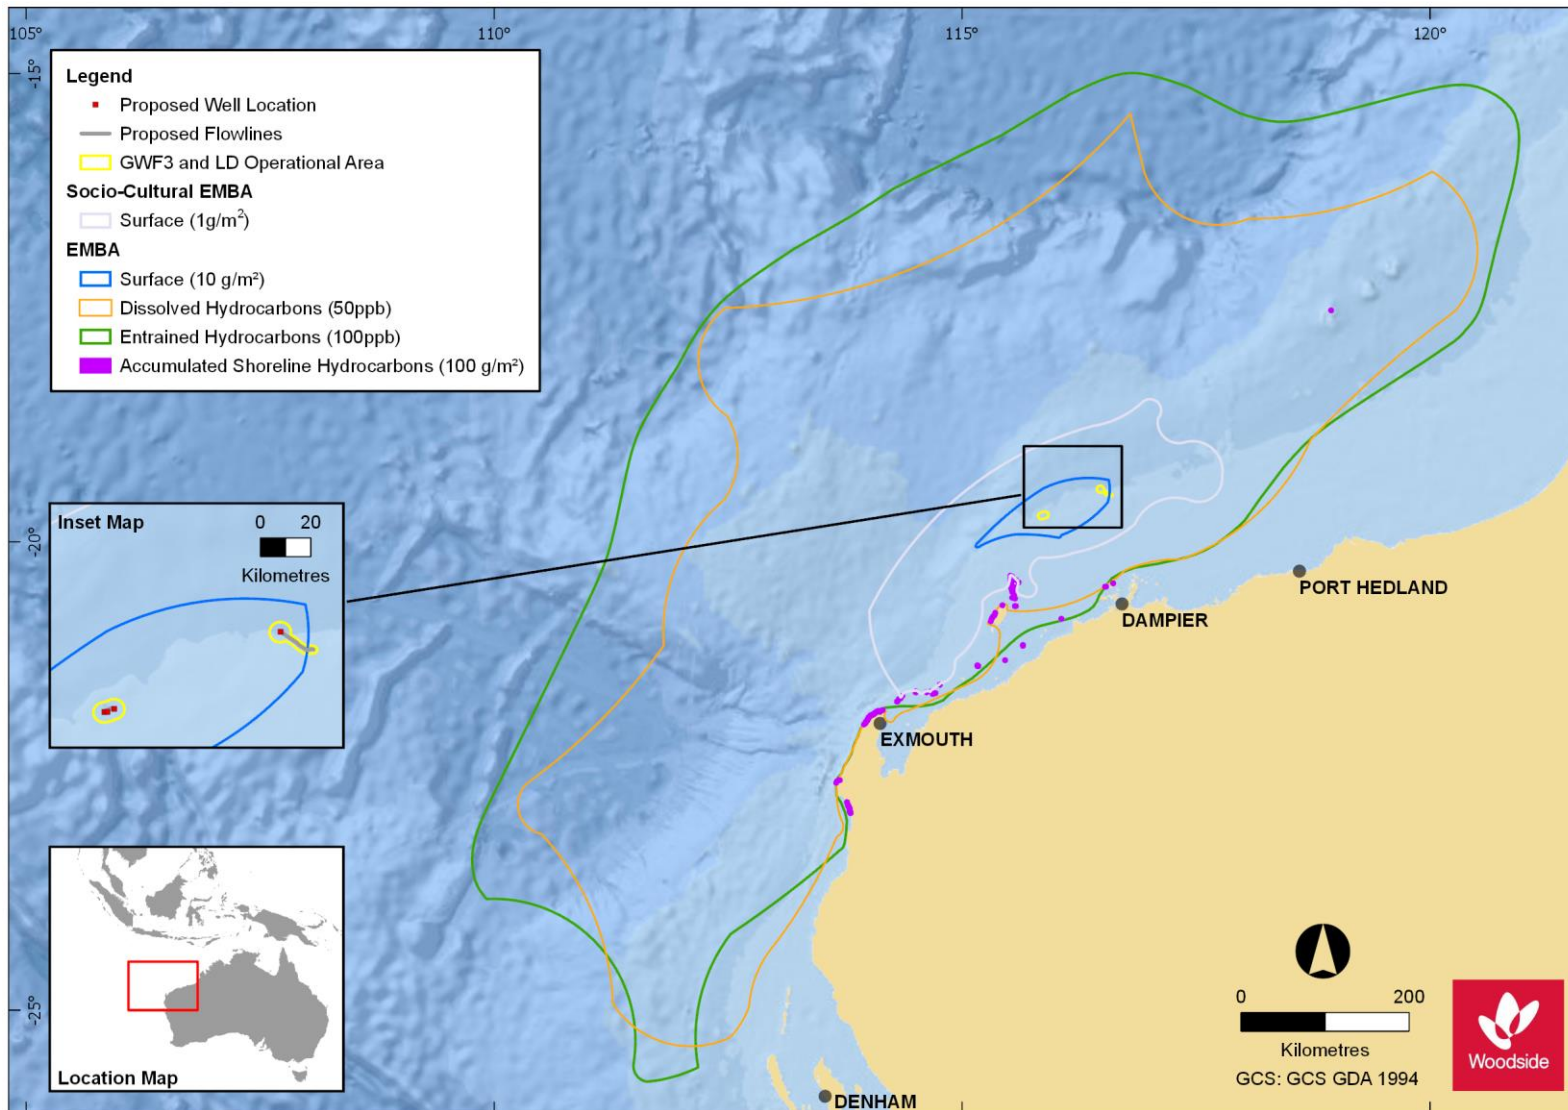 105°
110°
115°
120°
-15°
-20°
-25°
Legend
Proposed Well Location
Proposed Flowlines
GWF3 and LD Operational Area
Socio-Cultural EMBA
Surface (1g/m²)
EMBA
Surface (10 g/m²)
Dissolved Hydrocarbons (50ppb)
Entrained Hydrocarbons (100ppb)
Accumulated Shoreline Hydrocarbons (100 g/m²)
Inset Map
0 20
Kilometres
PORT HEDLAND
DAMPIER
EXMOUTH
DENHAM
Location Map
0 200
Kilometres
GCS: GCS GDA 1994
Woodside